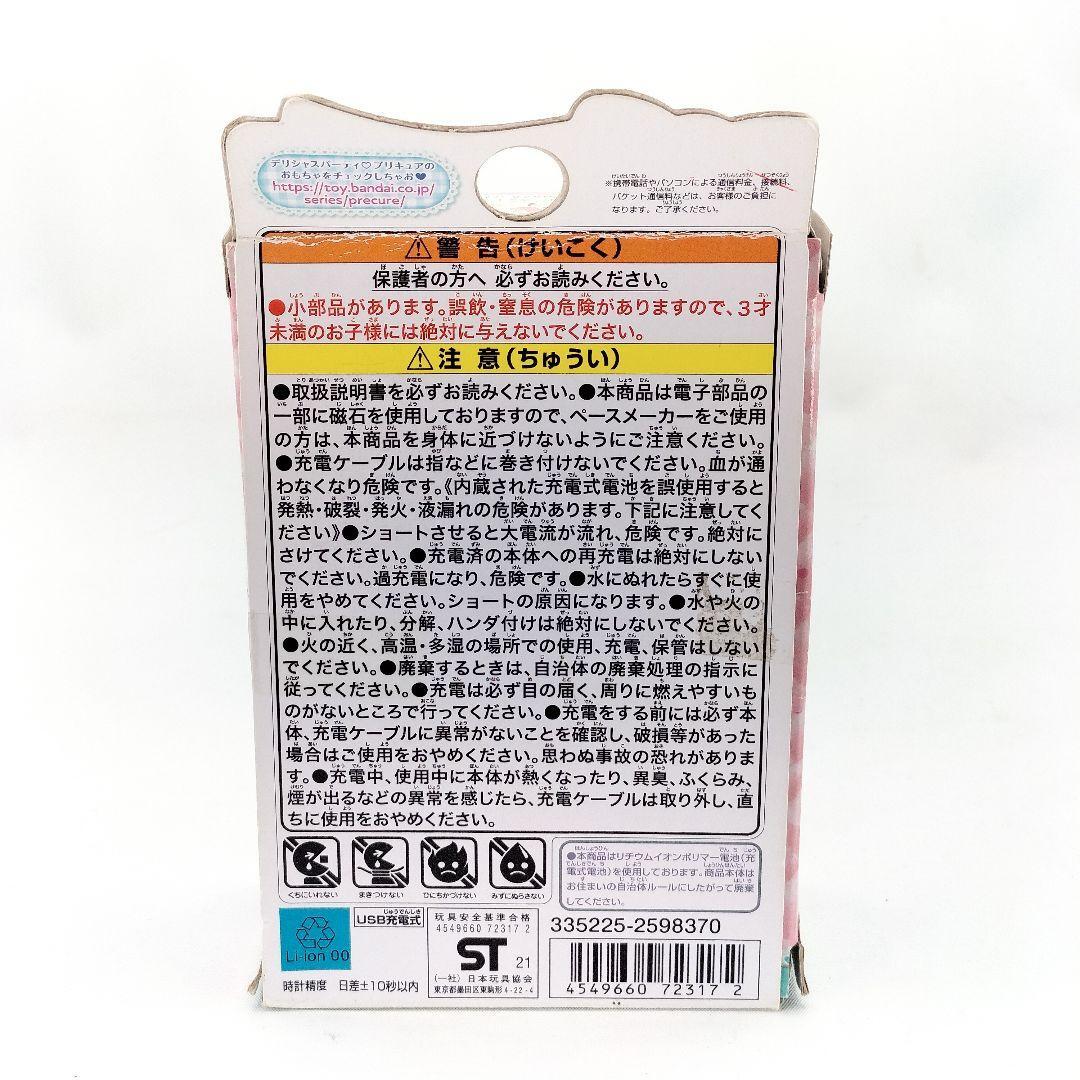 デリシャスパーティ♡プリキュアの
おもちゃをチェックしちゃお♥
https://toy.bandai.co.jp/
series/precure/
※携帯電話やパソコンによる通信料金、接続料、
パケット通信料などは、お客様のご負担に
なります。ご了承ください。
⚠警 告(けいこく)
保護者の方へ 必ずお読みください。
●小部品があります。誤飲・窒息の危険がありますので、3才
未満のお子様には絶対に与えないでください。
⚠注 意(ちゅうい)
●取扱説明書を必ずお読みください。●本商品は電子部品の
一部に磁石を使用しておりますので、ペースメーカーをご使用
の方は、本商品を身体に近づけないようにご注意ください。
●充電ケーブルは指などに巻き付けないでください。血が通
わなくなり危険です。《内蔵された充電式電池を誤使用すると
発熱・破裂・発火・液漏れの危険があります。下記に注意してく
ださい》●ショートさせると大電流が流れ、危険です。絶対に
さけてください。●充電済の本体への再充電は絶対にしない
でください。過充電になり、危険です。●水にぬれたらすぐに使
用をやめてください。ショートの原因になります。●水や火の
中に入れたり、分解、ハンダ付けは絶対にしないでください。
●火の近く、高温・多湿の場所での使用、充電、保管はしない
でください。●廃棄するときは、自治体の廃棄処理の指示に
従ってください。●充電は必ず目の届く、周りに燃えやすいも
のがないところで行ってください。●充電をする前には必ず本
体、充電ケーブルに異常がないことを確認し、破損等があった
場合はご使用をおやめください。思わぬ事故の恐れがありま
す。●充電中、使用中に本体が熱くなったり、異臭、ふくらみ、
煙が出るなどの異常を感じたら、充電ケーブルは取り外し、直
ちに使用をおやめください。
くちにいれない
まきつけない
ひにちかづけない
みずにぬらさない
●本商品はリチウムイオンポリマー電池(充
電式電池)を使用しております。商品本体は
お住まいの自治体ルールにしたがって廃棄
してください。
Li-ion 00
USB充電式
時計精度 日差±10秒以内
玩具安全基準合格
4549660 72317 2
ST 21
(一社)日本玩具協会
東京都墨田区東駒形4-22-4
335225-2598370
4549660 72317 2